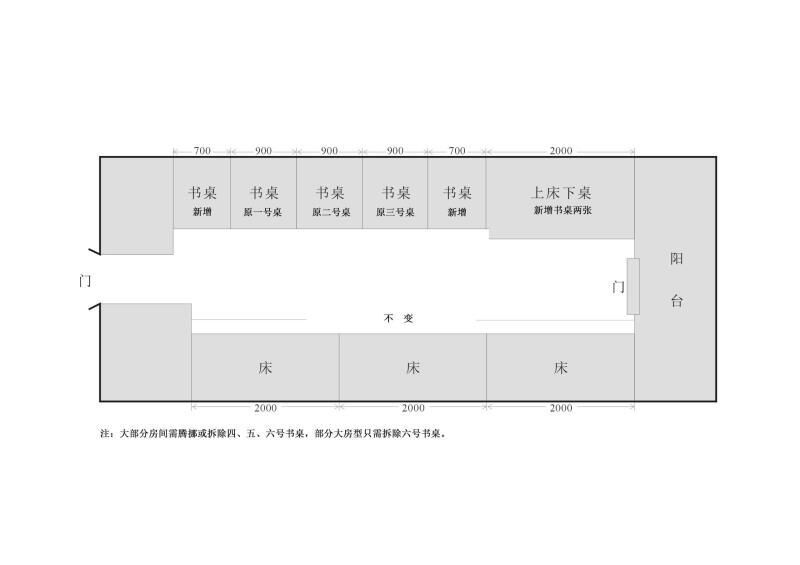 700 900 900 900 700 2000
书桌 书桌 书桌 书桌 书桌 上床下桌
新增 原一号桌 原二号桌 原三号桌 新增 新增书桌两张
阳
门 门
台
不 变
床 床 床
2000 2000 2000
注：大部分房间需腾挪或拆除四、五、六号书桌，部分大房型只需拆除六号书桌。